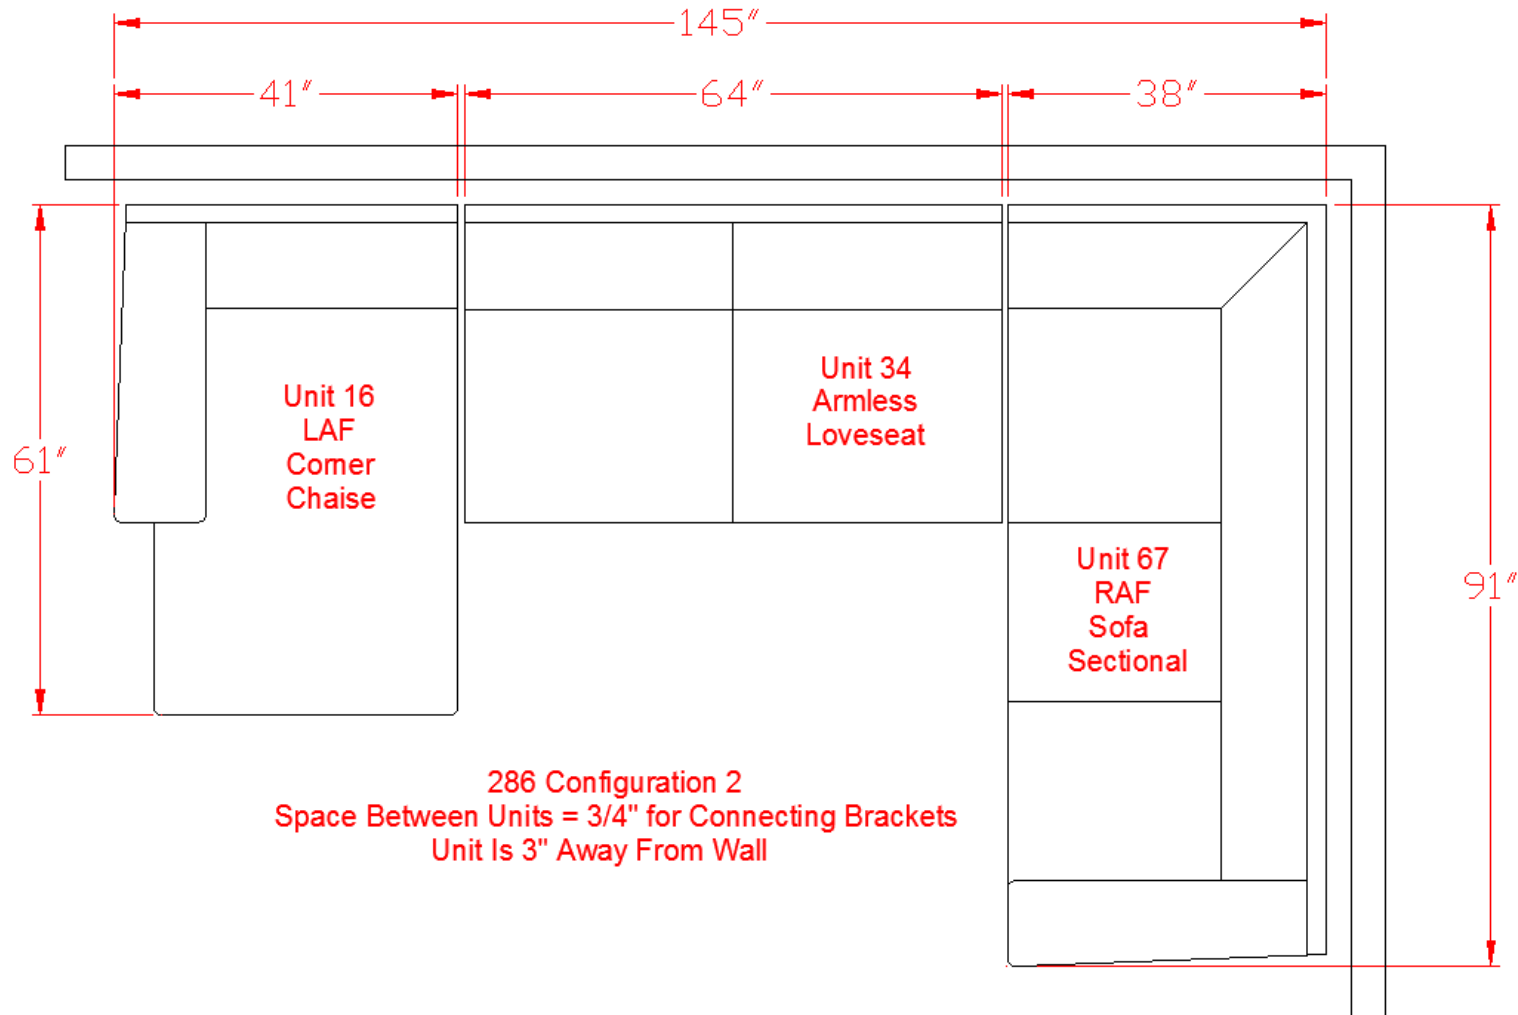 145"
41"
64"
38"
Unit 16
LAF
Corner
Chaise
Unit 34
Armless
Loveseat
61"
Unit 67
RAF
Sofa
Sectional
91"
286 Configuration 2
Space Between Units = 3/4" for Connecting Brackets
Unit Is 3" Away From Wall